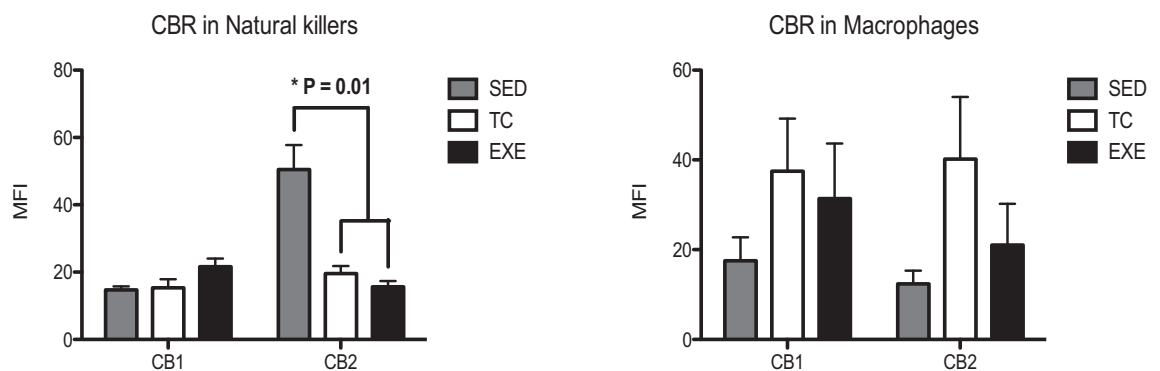 CBR in Natural killers
80
60
40
20
0
MFI
* P = 0.01
CB1
CB2
SED
TC
EXE
CBR in Macrophages
60
40
20
0
MFI
CB1
CB2
SED
TC
EXE